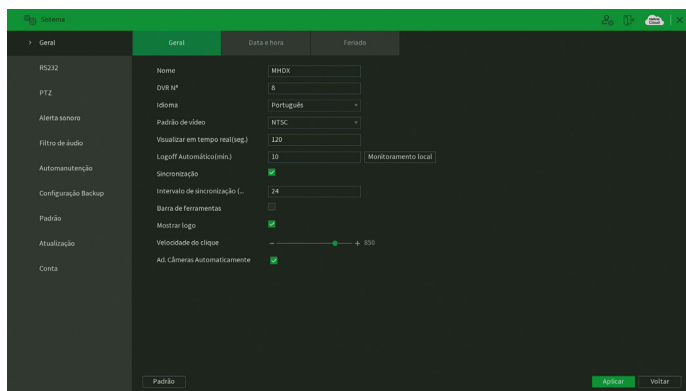 Sistema
Geral
RS232
PTZ
Alerta sonoro
Filtro de áudio
Automanutenção
Configuração Backup
Padrão
Atualização
Conta
Geral Data e hora Feriado
Nome MHDX
DVR Nº 8
Idioma Português
Padrão de vídeo NTSC
Visualizar em tempo real(seg.) 120
Logoff Automático(min.) 10 Monitoramento local
Sincronização
Intervalo de sincronização (.. 24
Barra de ferramentas
Mostrar logo
Velocidade do clique 850
Ad. Câmeras Automaticamente
Padrão Aplicar Voltar